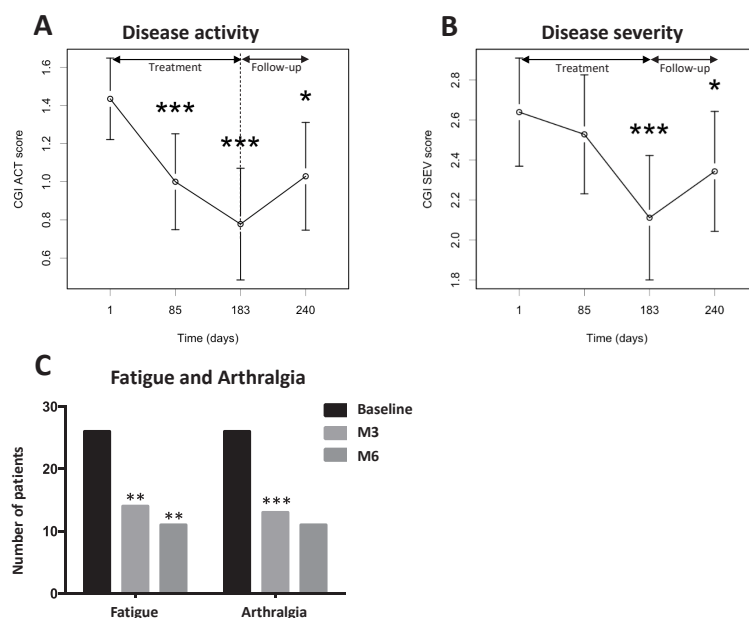 A
Disease activity
Treatment
Follow-up
***
***
*
CGI ACT score
1.6
1.4
1.2
1.0
0.8
0.6
1 85 183 240
Time (days)
B
Disease severity
Treatment
Follow-up
***
*
CGI SEV score
2.8
2.6
2.4
2.2
2.0
1.8
1 85 183 240
Time (days)
C
Fatigue and Arthralgia
Number of patients
30
20
10
0
**
**
***
Fatigue Arthralgia
Baseline
M3
M6